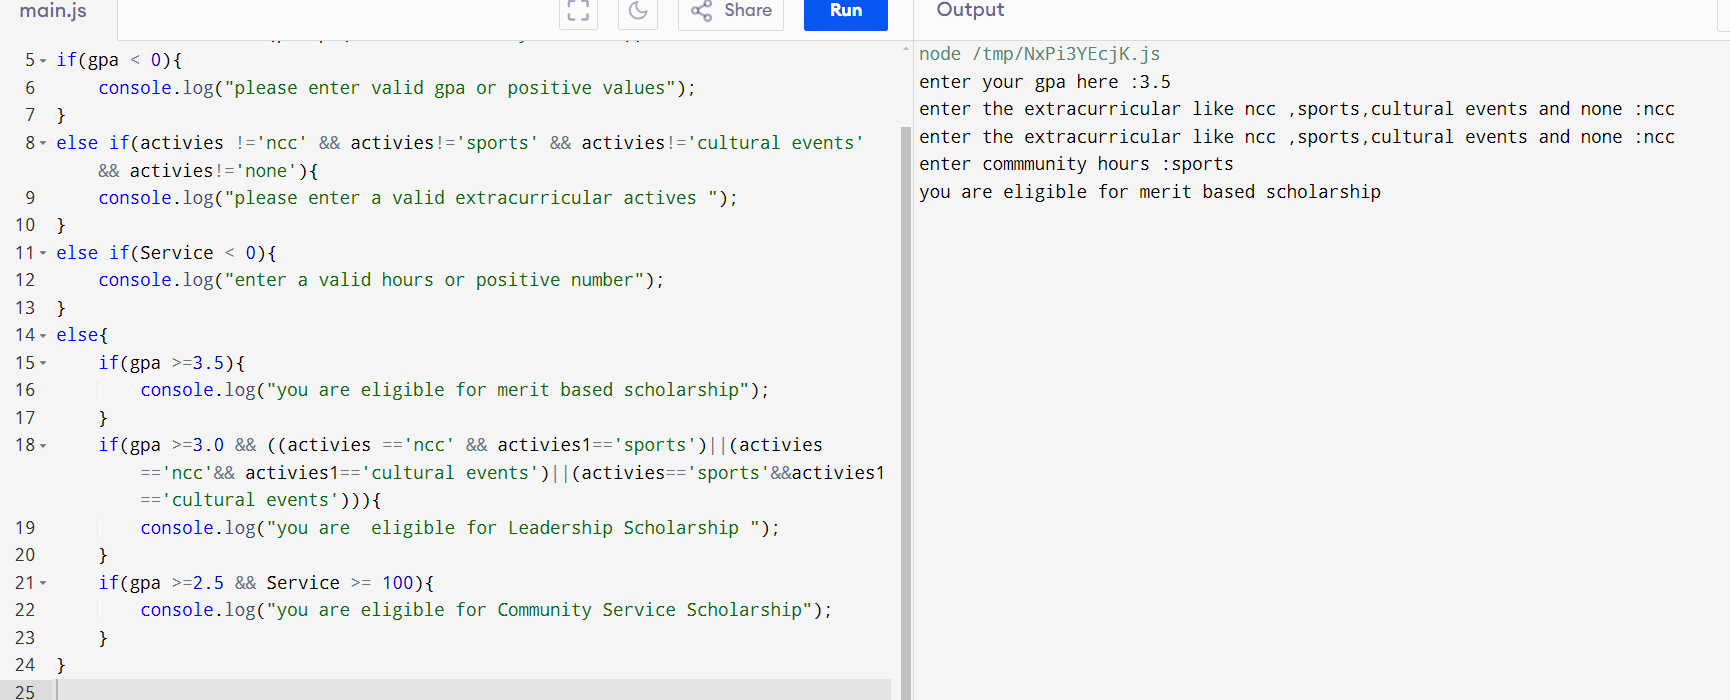 main.js
Share
Run
Output
5 if(gpa < 0){
6 console.log("please enter valid gpa or positive values");
7 }
8 else if(activies !='ncc' && activies!='sports' && activies!='cultural events'
&& activies!='none'){
9 console.log("please enter a valid extracurricular actives ");
10 }
11 else if(Service < 0){
12 console.log("enter a valid hours or positive number");
13 }
14 else{
15 if(gpa >=3.5){
16 console.log("you are eligible for merit based scholarship");
17 }
18 if(gpa >=3.0 && ((activies =='ncc' && activies1=='sports')||(activies
=='ncc'&& activies1=='cultural events')||(activies=='sports'&&activies1
=='cultural events'))){
19 console.log("you are  eligible for Leadership Scholarship ");
20 }
21 if(gpa >=2.5 && Service >= 100){
22 console.log("you are eligible for Community Service Scholarship");
23 }
24 }
25
node /tmp/NxPi3YEcjK.js
enter your gpa here :3.5
enter the extracurricular like ncc ,sports,cultural events and none :ncc
enter the extracurricular like ncc ,sports,cultural events and none :ncc
enter commmunity hours :sports
you are eligible for merit based scholarship